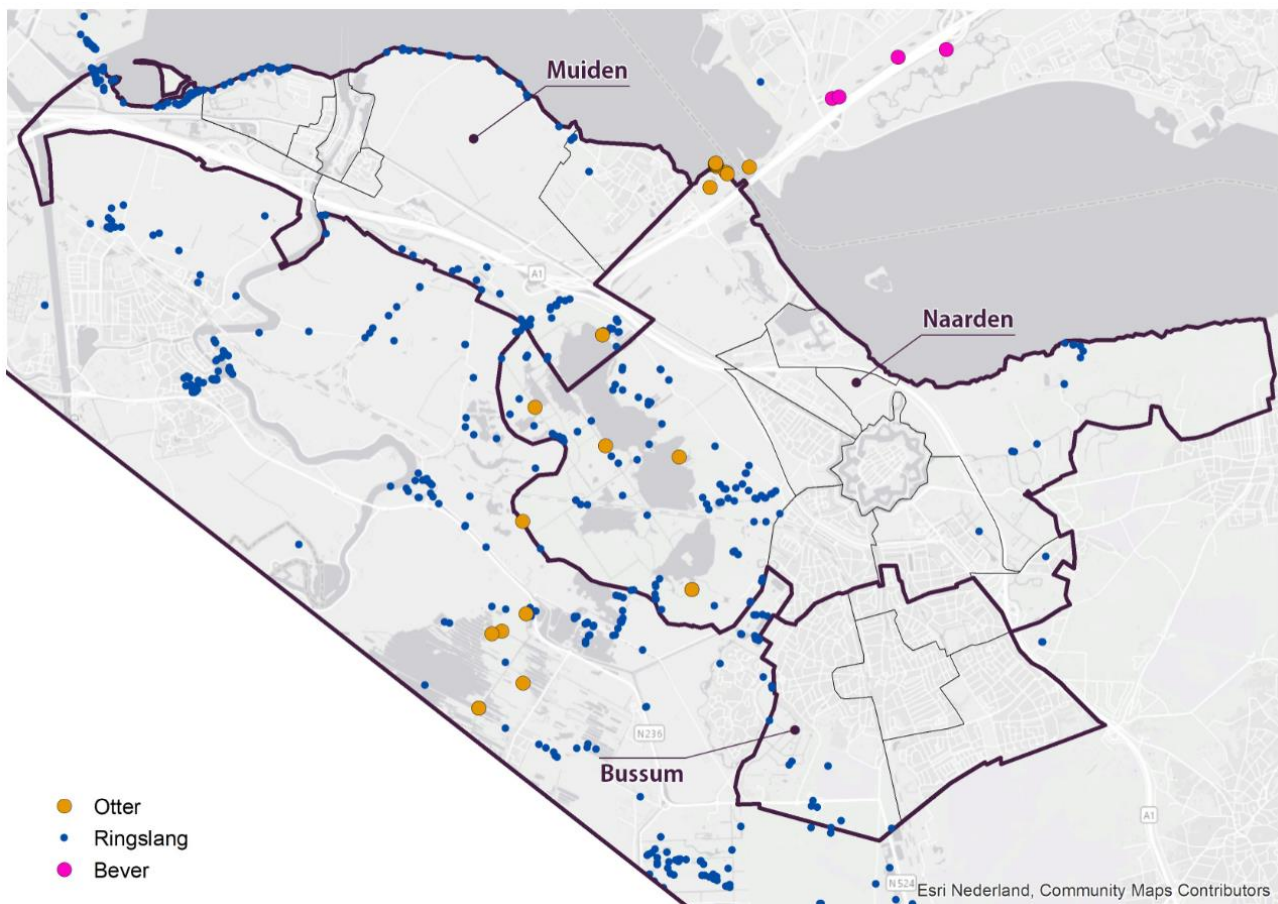 Muiden
A1
Naarden
N236
Bussum
A1
N524
Otter
Ringslang
Bever
Esri Nederland, Community Maps Contributors